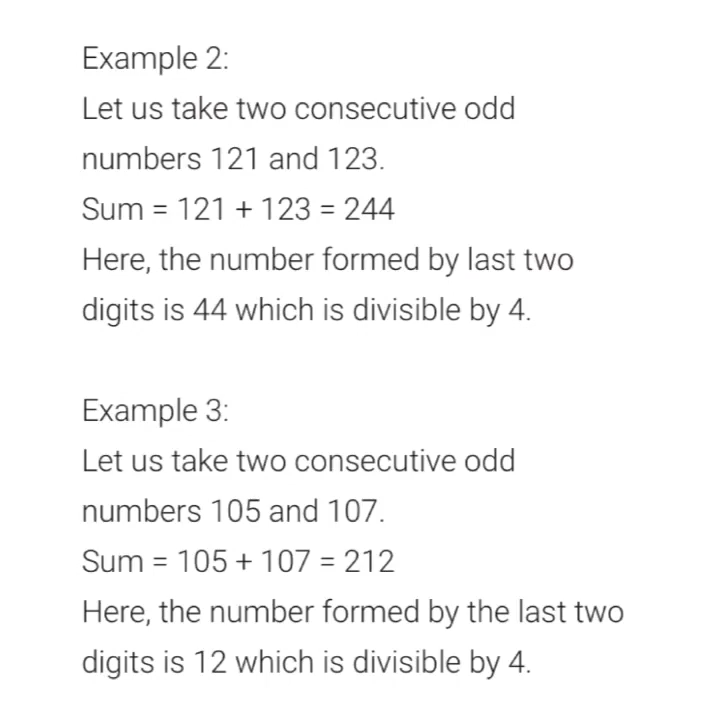 Example 2:
Let us take two consecutive odd
numbers 121 and 123.
Sum = 121 + 123 = 244
Here, the number formed by last two
digits is 44 which is divisible by 4.
Example 3:
Let us take two consecutive odd
numbers 105 and 107.
Sum = 105 + 107 = 212
Here, the number formed by the last two
digits is 12 which is divisible by 4.